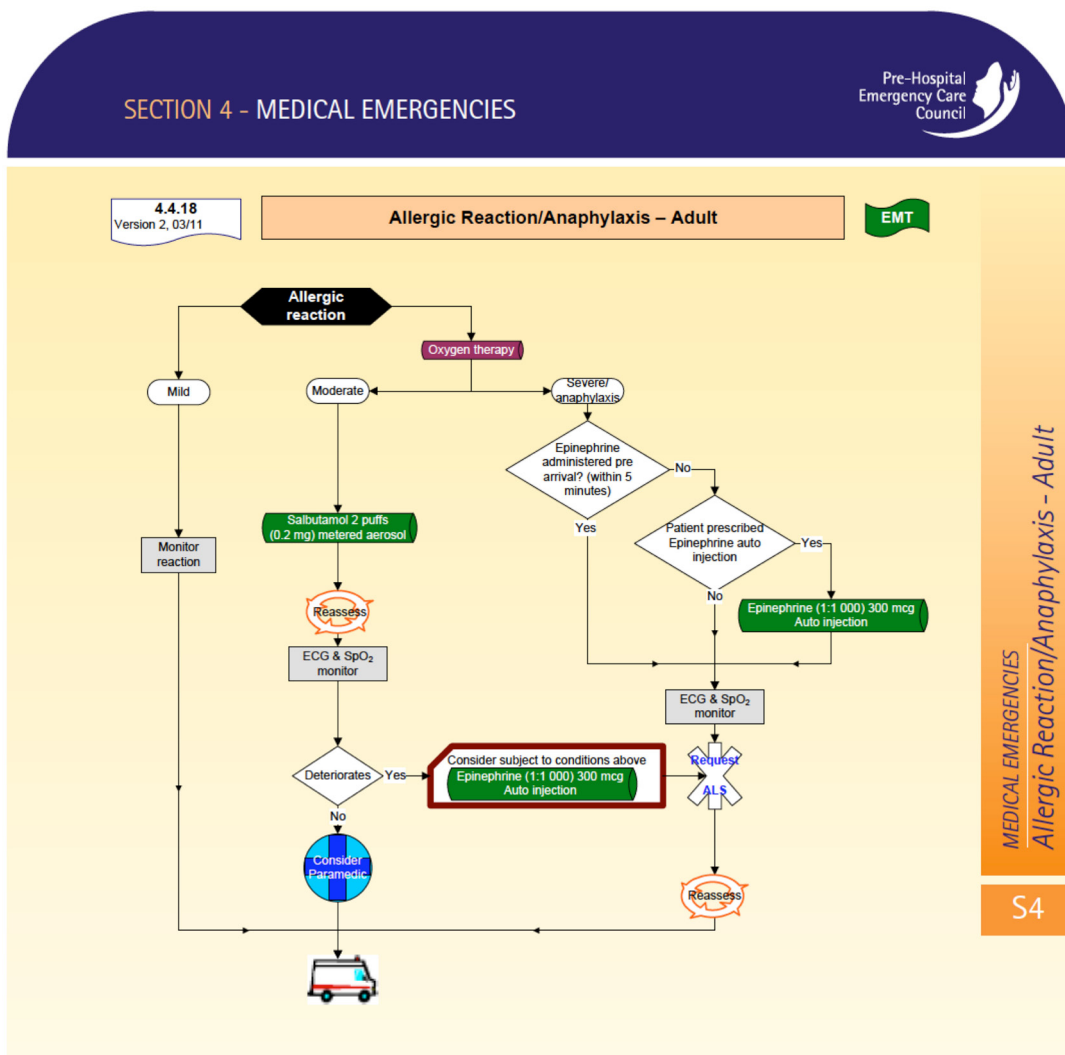 Pre-Hospital
Emergency Care
Council
SECTION 4 - MEDICAL EMERGENCIES
4.4.18
Version 2, 03/11
Allergic Reaction/Anaphylaxis – Adult
EMT
Allergic
reaction
Oxygen therapy
Mild
Moderate
Severe/
anaphylaxis
Epinephrine
administered pre
arrival? (within 5
minutes)
No
Yes
Patient prescribed
Epinephrine auto
injection
Yes
No
Salbutamol 2 puffs
(0.2 mg) metered aerosol
Monitor
reaction
Reassess
Epinephrine (1:1 000) 300 mcg
Auto injection
ECG & SpO₂
monitor
ECG & SpO₂
monitor
Deteriorates
Yes
No
Consider subject to conditions above
Epinephrine (1:1 000) 300 mcg
Auto injection
Request
ALS
Consider
Paramedic
Reassess
MEDICAL EMERGENCIES
Allergic Reaction/Anaphylaxis - Adult
S4